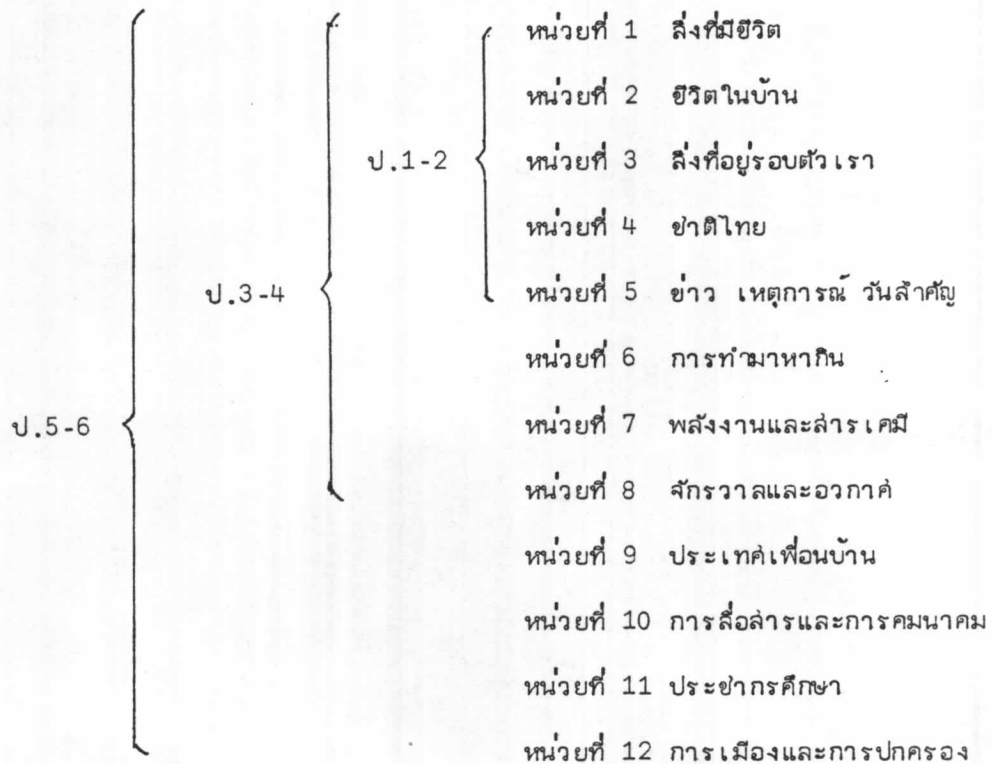 หน่วยที่ 1 สิ่งที่มีชีวิต
หน่วยที่ 2 ชีวิตในบ้าน
ป.1-2 หน่วยที่ 3 สิ่งที่อยู่รอบตัวเรา
หน่วยที่ 4 ชาติไทย
ป.3-4 หน่วยที่ 5 ข่าว เหตุการณ์ วันสำคัญ
หน่วยที่ 6 การทำมาหากิน
ป.5-6 หน่วยที่ 7 พลังงานและสารเคมี
หน่วยที่ 8 จักรวาลและอวกาศ
หน่วยที่ 9 ประเทศเพื่อนบ้าน
หน่วยที่ 10 การสื่อสารและการคมนาคม
หน่วยที่ 11 ประชากรศึกษา
หน่วยที่ 12 การเมืองและการปกครอง